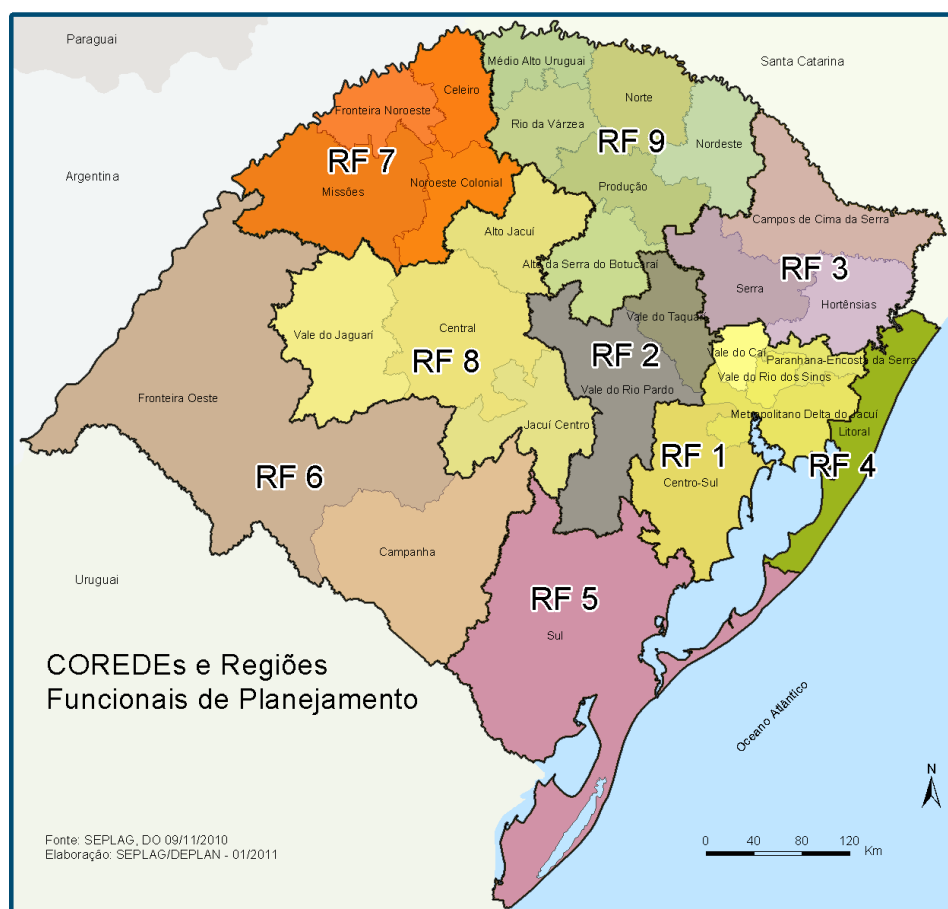 Paraguai
Santa Catarina
Argentina
Médio Alto Uruguai
Celeiro
Norte
Fronteira Noroeste
Rio da Várzea
RF 9
Nordeste
RF 7
Missões
Noroeste Colonial
Produção
Campos de Cima da Serra
Alto Jacuí
Alto da Serra do Botucaraí
RF 3
Serra
Hortênsias
Vale do Jaguarí
Central
Vale do Taquari
RF 8
RF 2
Vale do Caí
Paranhana-Encosta da Serra
Vale do Rio dos Sinos
Fronteira Oeste
Vale do Rio Pardo
Metropolitano Delta do Jacuí
Jacuí Centro
Litoral
RF 6
RF 1
RF 4
Centro-Sul
Campanha
Uruguai
RF 5
Sul
COREDEs e Regiões
Funcionais de Planejamento
Oceano Atlântico
N
Fonte: SEPLAG, DO 09/11/2010
Elaboração: SEPLAG/DEPLAN - 01/2011
0 40 80 120
Km